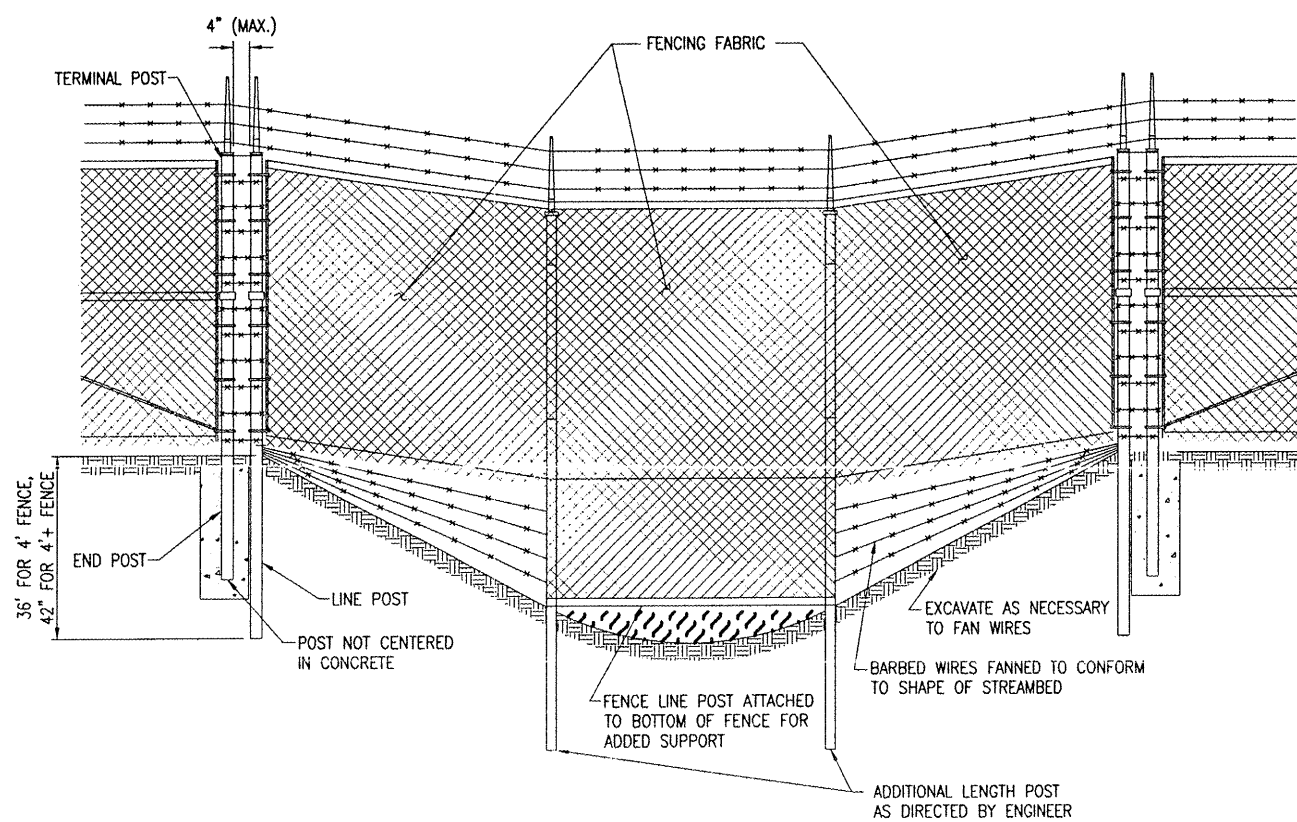 4" (MAX.)
FENCING FABRIC
TERMINAL POST
36' FOR 4' FENCE,
42" FOR 4'+ FENCE
END POST
LINE POST
POST NOT CENTERED
IN CONCRETE
EXCAVATE AS NECESSARY
TO FAN WIRES
BARBED WIRES FANNED TO CONFORM
TO SHAPE OF STREAMBED
FENCE LINE POST ATTACHED
TO BOTTOM OF FENCE FOR
ADDED SUPPORT
ADDITIONAL LENGTH POST
AS DIRECTED BY ENGINEER